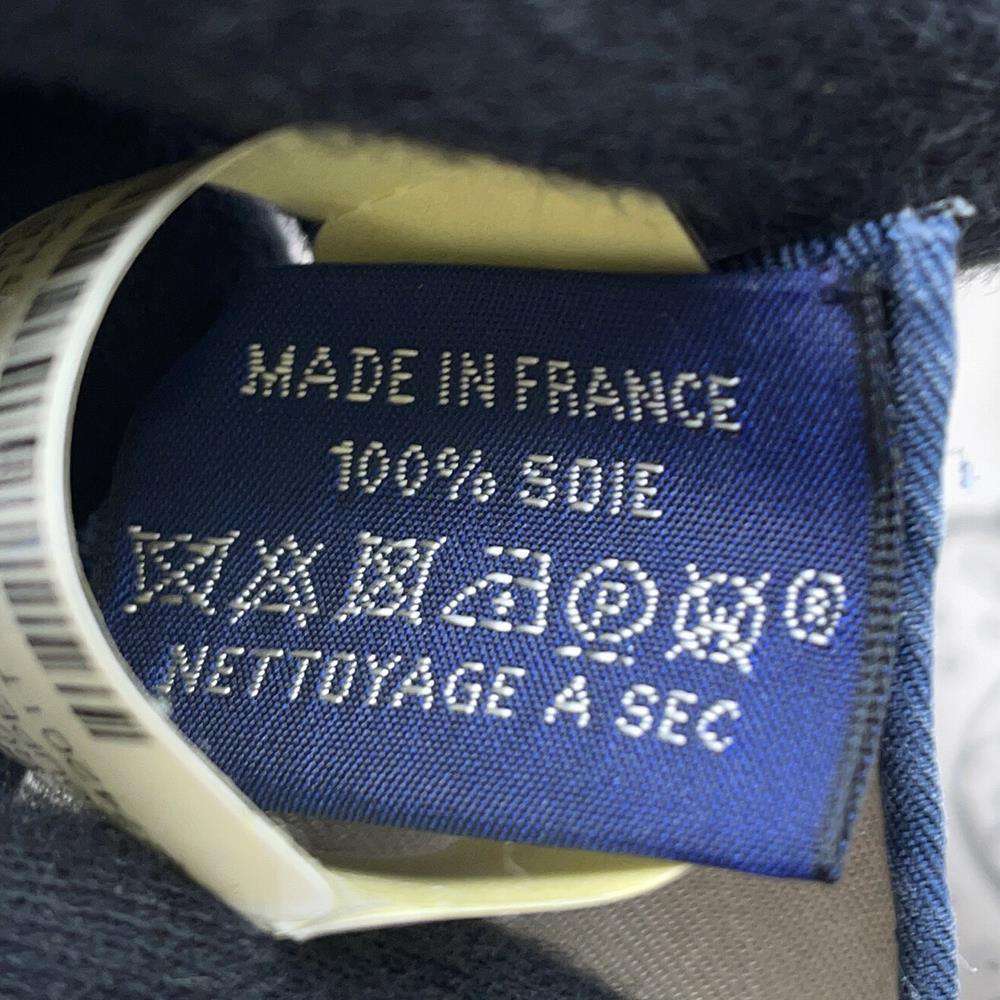 MADE IN FRANCE
100% SOIE
P W ®
NETTOYAGE A SEC